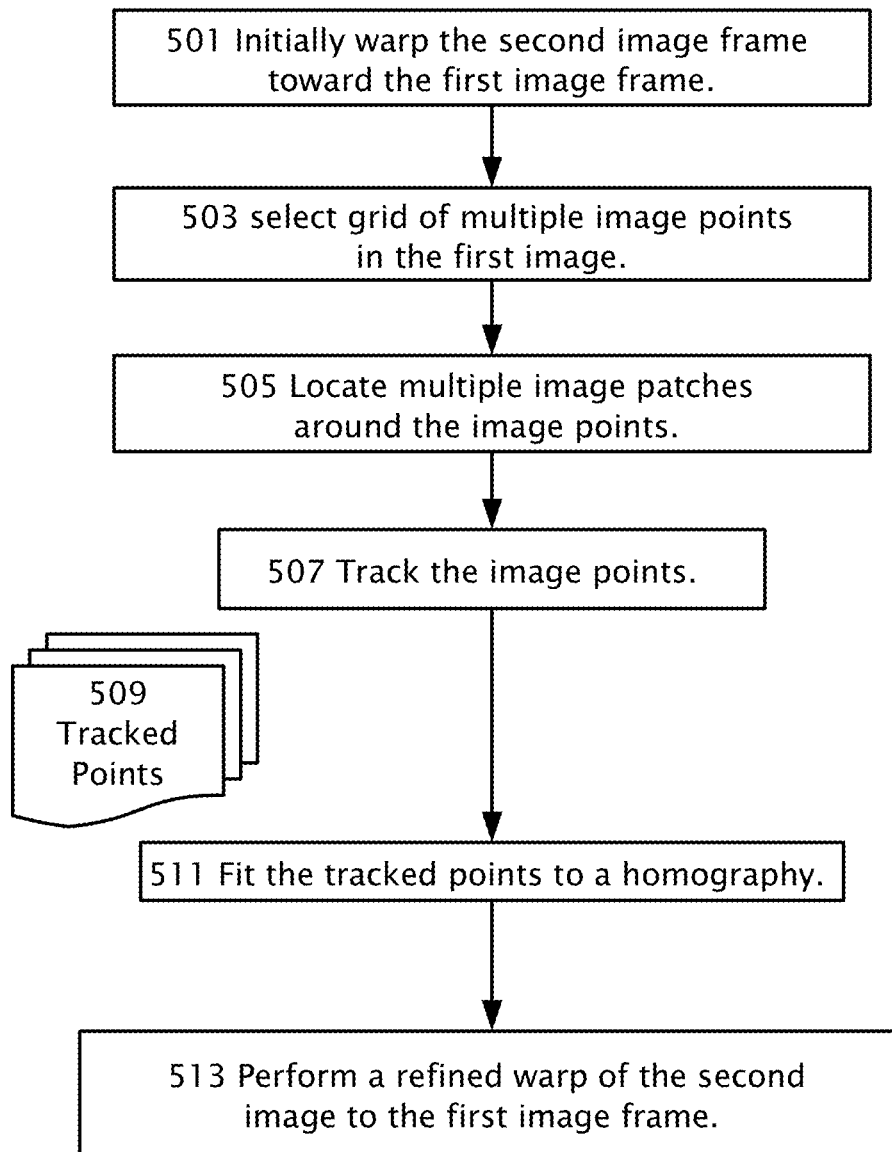 501 Initially warp the second image frame
toward the first image frame.
503 select grid of multiple image points
in the first image.
505 Locate multiple image patches
around the image points.
507 Track the image points.
509
Tracked
Points
511 Fit the tracked points to a homography.
513 Perform a refined warp of the second
image to the first image frame.